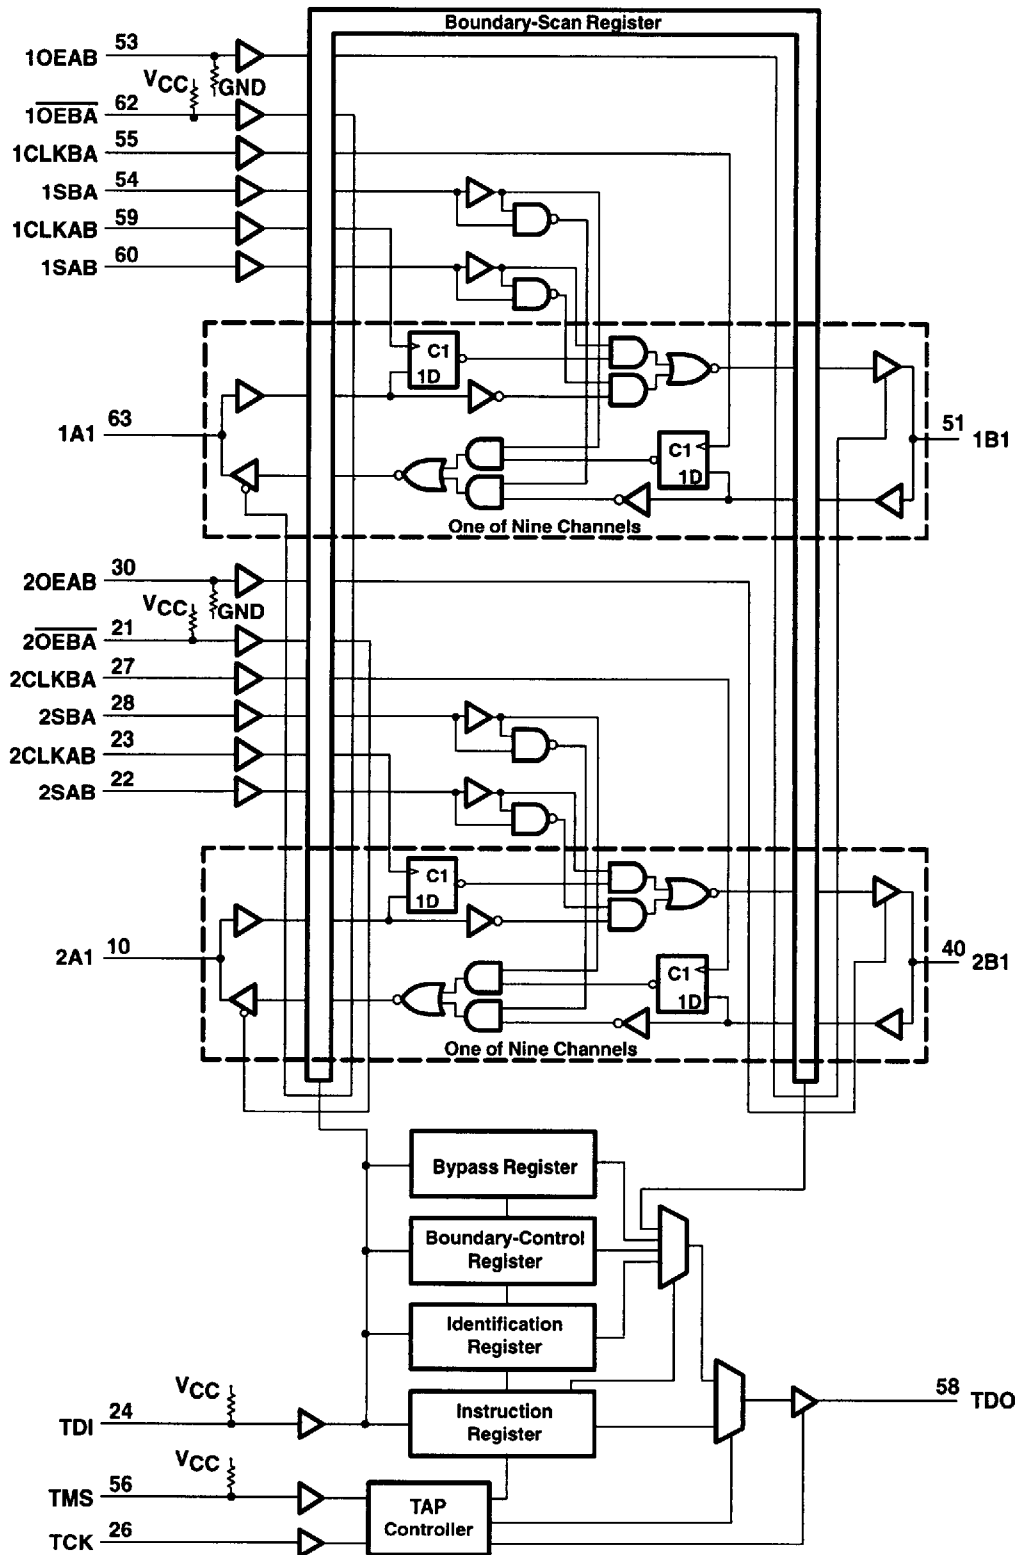 Boundary-Scan Register
1OEAB 53
VCC
GND
1OEBA 62
1CLKBA 55
1SBA 54
1CLKAB 59
1SAB 60
C1
1D
1A1 63
51 1B1
C1
1D
One of Nine Channels
2OEAB 30
VCC
GND
2OEBA 21
2CLKBA 27
2SBA 28
2CLKAB 23
2SAB 22
C1
1D
2A1 10
40 2B1
C1
1D
One of Nine Channels
Bypass Register
Boundary-Control
Register
Identification
Register
VCC
TDI 24
Instruction
Register
58 TDO
VCC
TMS 56
TAP
Controller
TCK 26